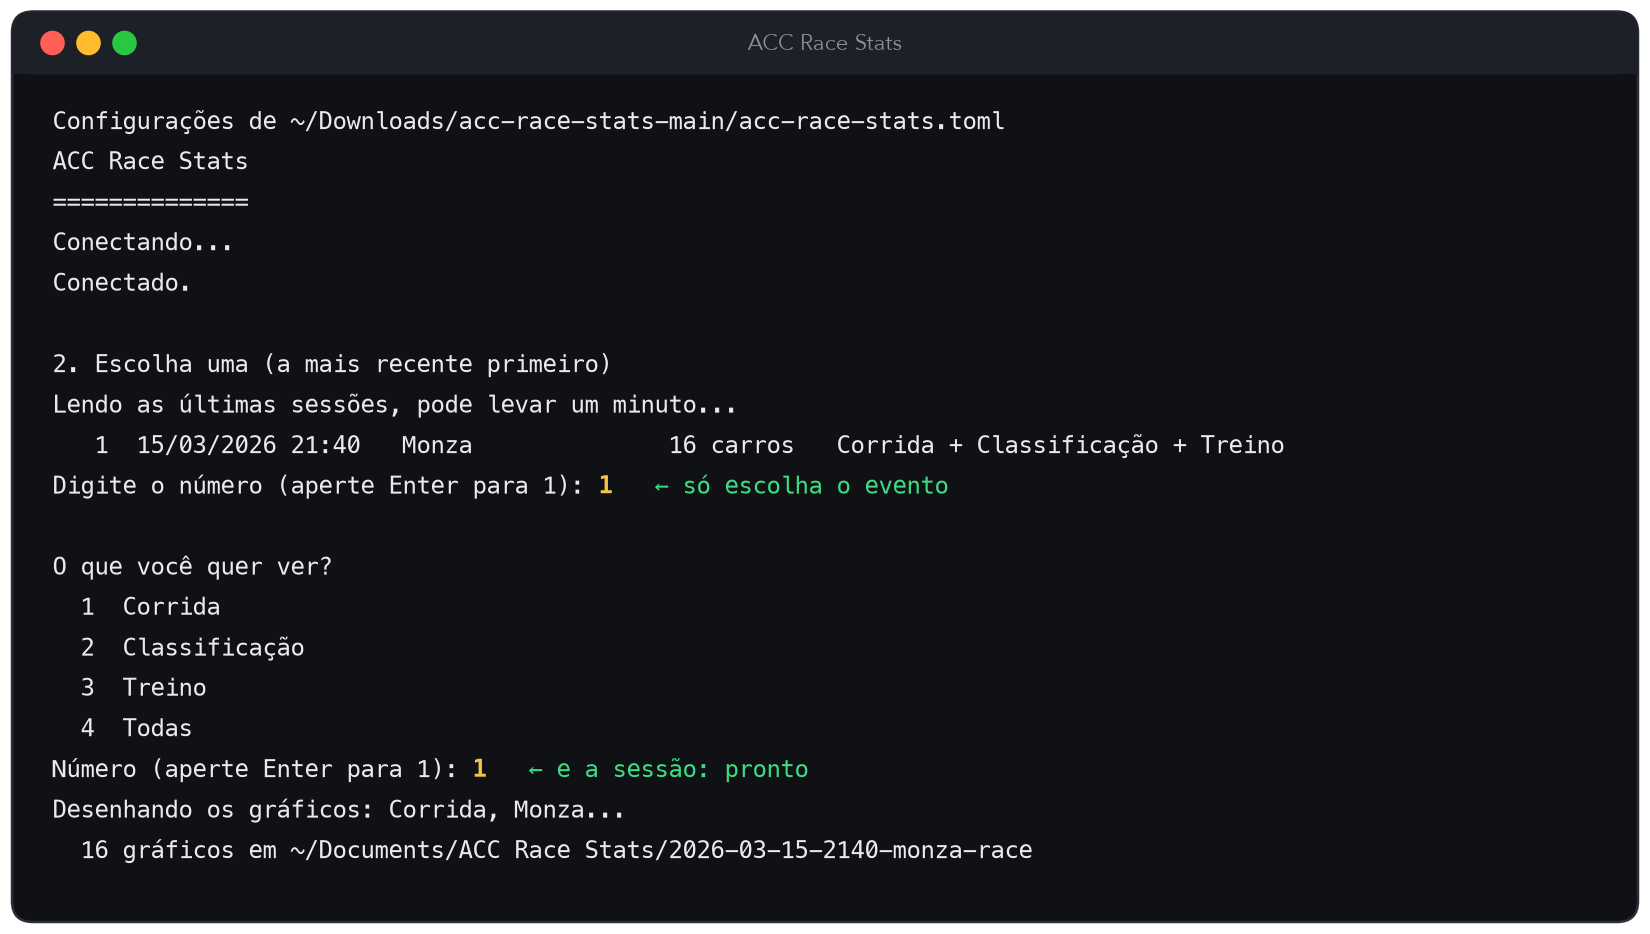 ACC Race Stats
Configurações de ~/Downloads/acc-race-stats-main/acc-race-stats.toml
ACC Race Stats
==============
Conectando...
Conectado.
2. Escolha uma (a mais recente primeiro)
Lendo as últimas sessões, pode levar um minuto...
1  15/03/2026 21:40   Monza              16 carros   Corrida + Classificação + Treino
Digite o número (aperte Enter para 1): 1   ← só escolha o evento
O que você quer ver?
1  Corrida
2  Classificação
3  Treino
4  Todas
Número (aperte Enter para 1): 1   ← e a sessão: pronto
Desenhando os gráficos: Corrida, Monza...
16 gráficos em ~/Documents/ACC Race Stats/2026-03-15-2140-monza-race